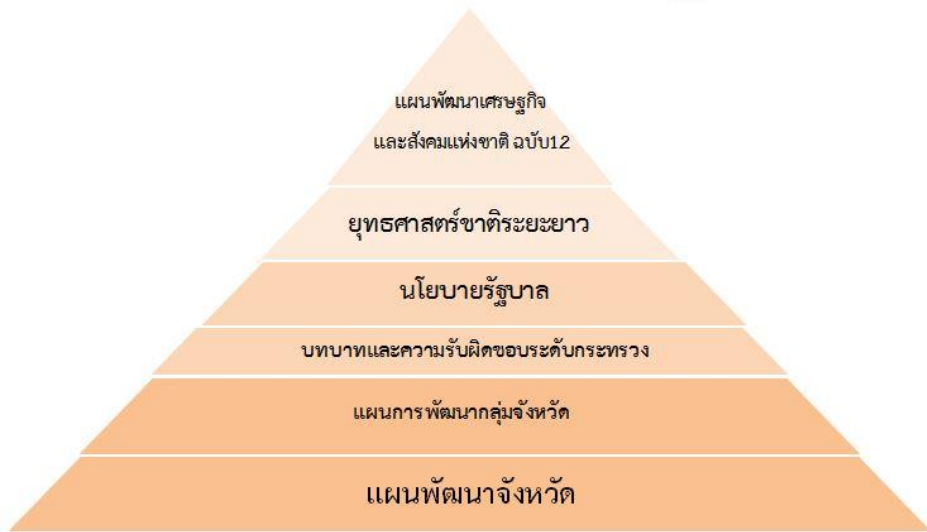 แผนพัฒนาเศรษฐกิจ
และสังคมแห่งชาติ ฉบับ12
ยุทธศาสตร์ชาติระยะยาว
นโยบายรัฐบาล
บทบาทและความรับผิดชอบระดับกระทรวง
แผนการพัฒนากลุ่มจังหวัด
แผนพัฒนาจังหวัด